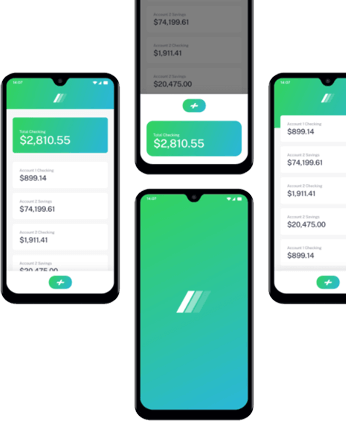 Account 2 Savings
$74,199.61
Account 3 Checking
$1,911.41
Account 2 Savings
$20,475.00
Total Checking
$2,810.55
14:07
Total Checking
$2,810.55
Account 1 Checking
$899.14
Account 2 Savings
$74,199.61
Account 3 Checking
$1,911.41
Account 2 Savings
$20,475.00
14:07
14:07
Account 1 Checking
$899.14
Account 2 Savings
$74,199.61
Account 3 Checking
$1,911.41
Account 2 Savings
$20,475.00
Account 1 Checking
$899.14